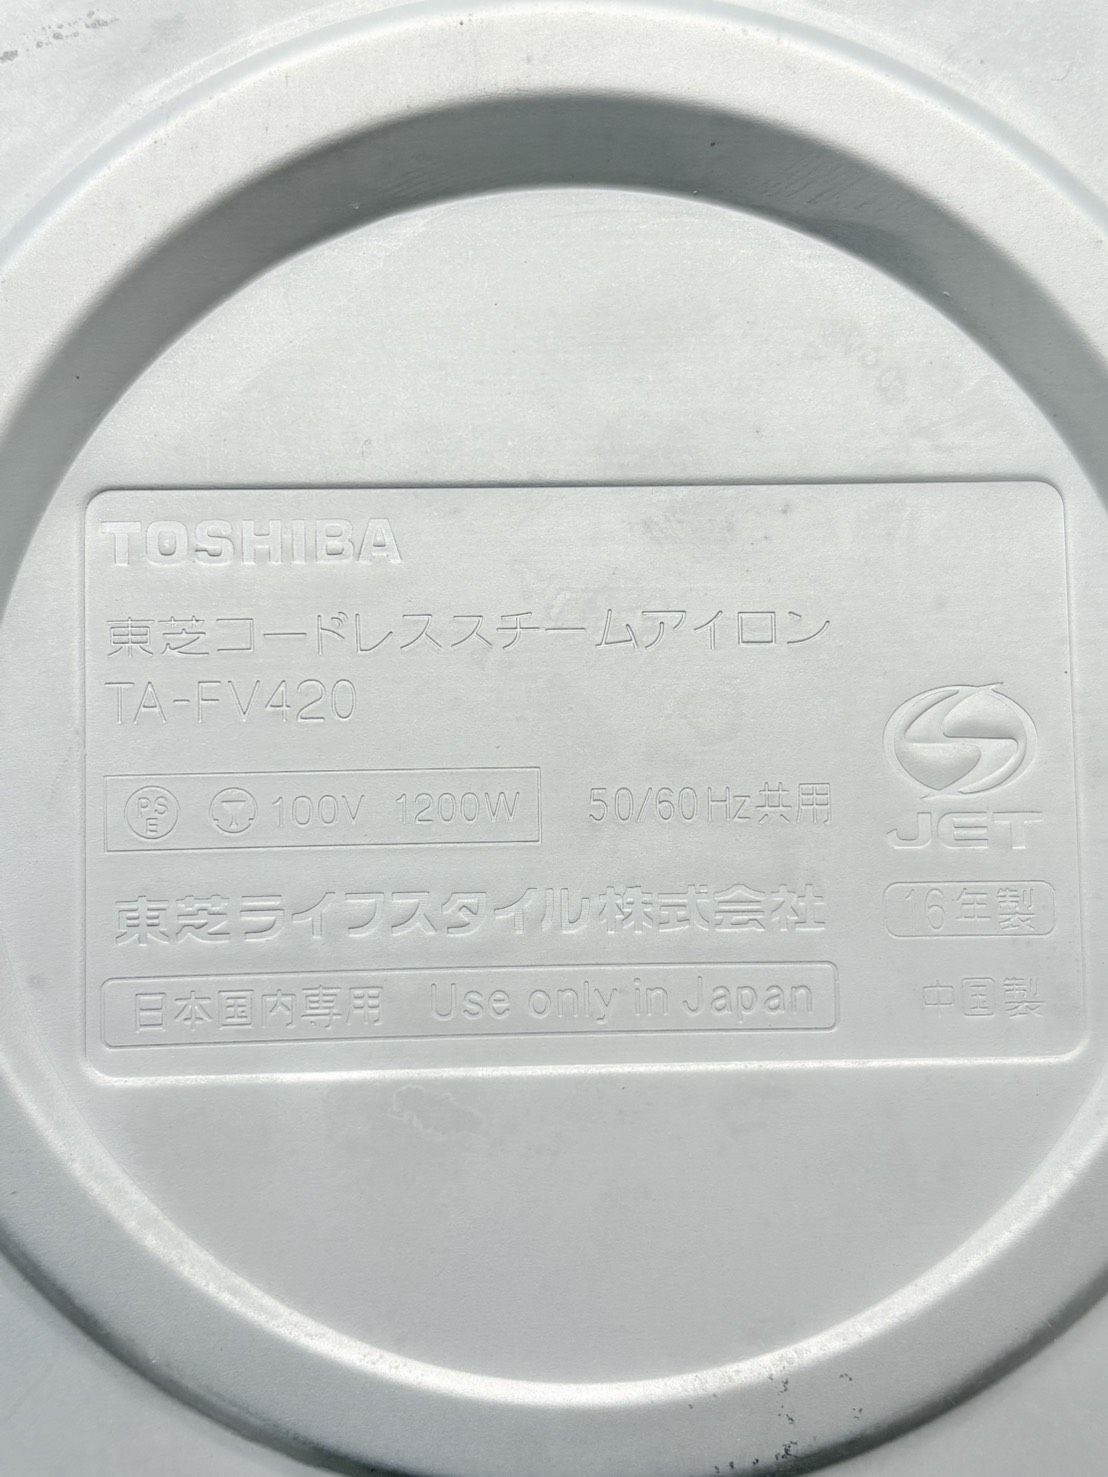 TOSHIBA
東芝コードレススチームアイロン
TA-FV420
PS E 100V 1200W 50/60Hz共用
JET
東芝ライフスタイル株式会社
16年製
日本国内専用 Use only in Japan
中国製